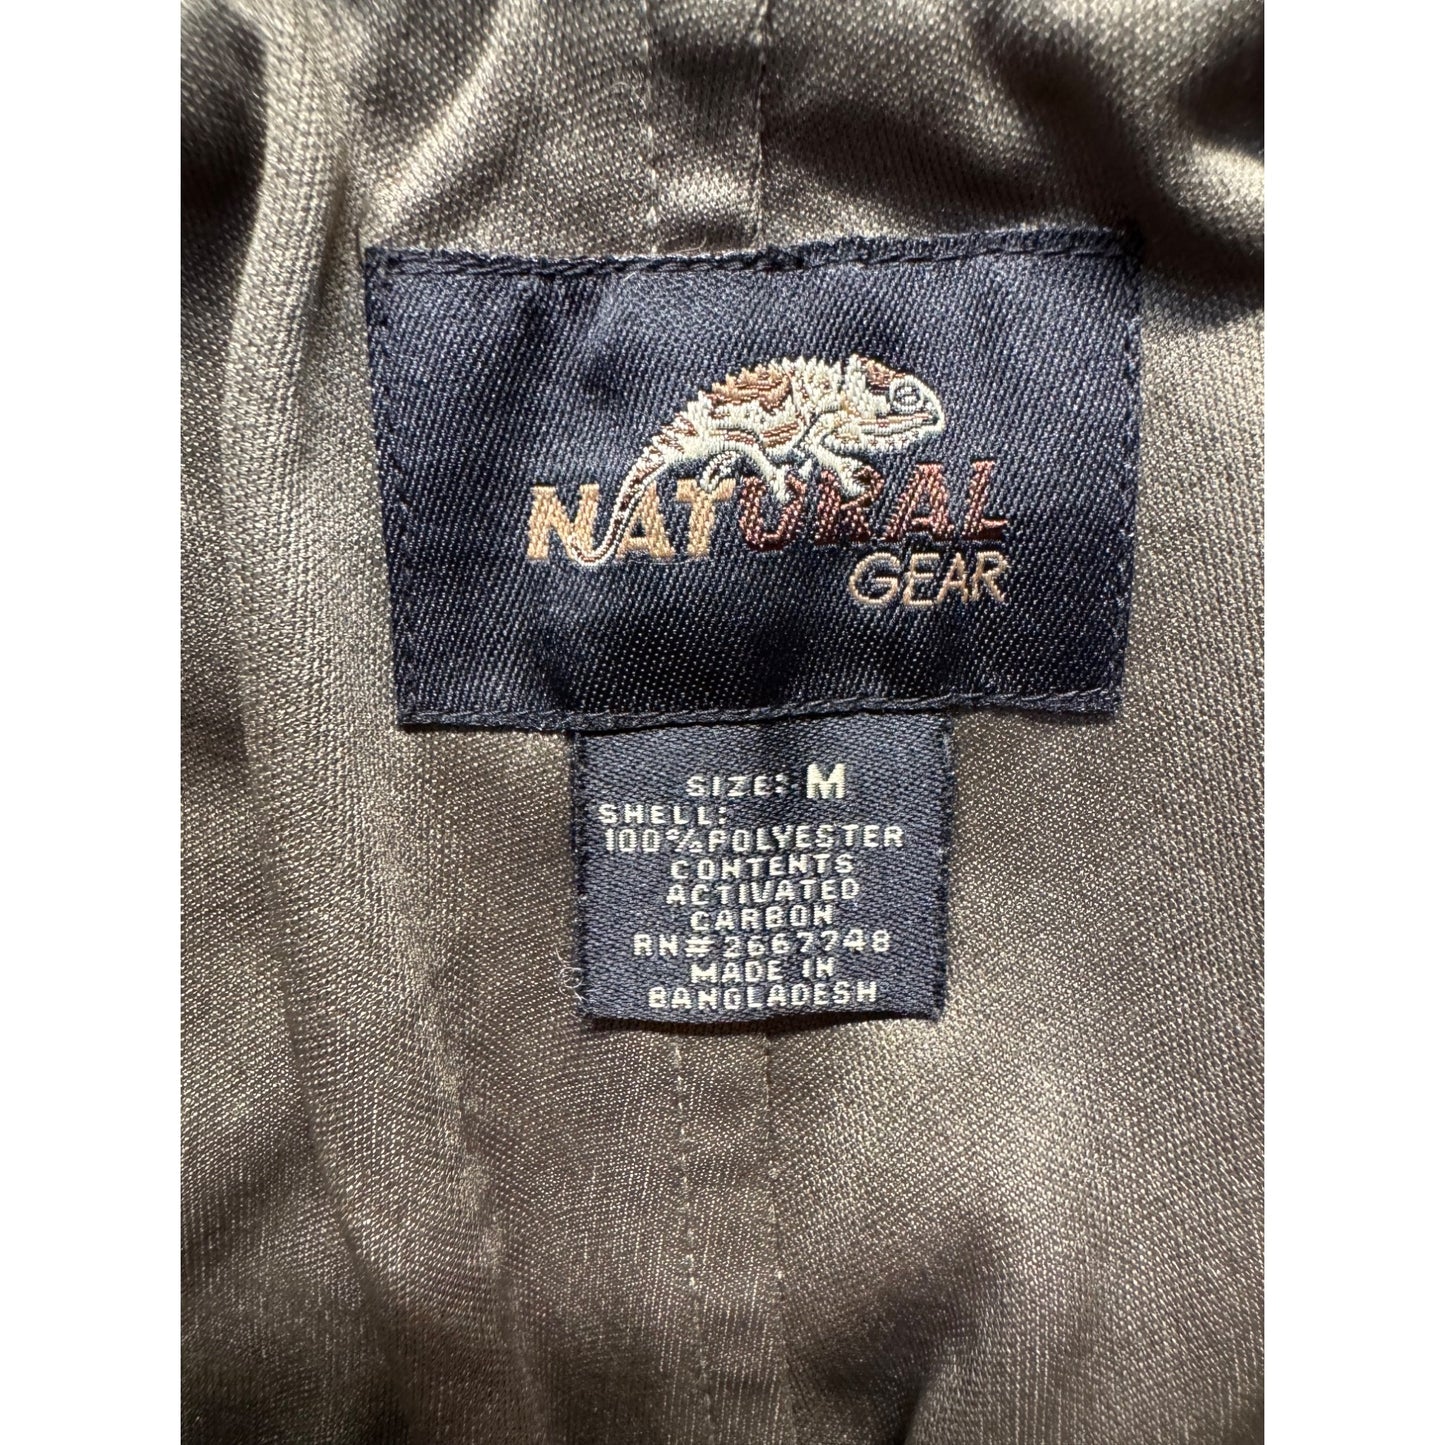 NATURAL
GEAR
SIZE: M
SHELL:
100% POLYESTER
CONTENTS
ACTIVATED
CARBON
RN# 2667748
MADE IN
BANGLADESH